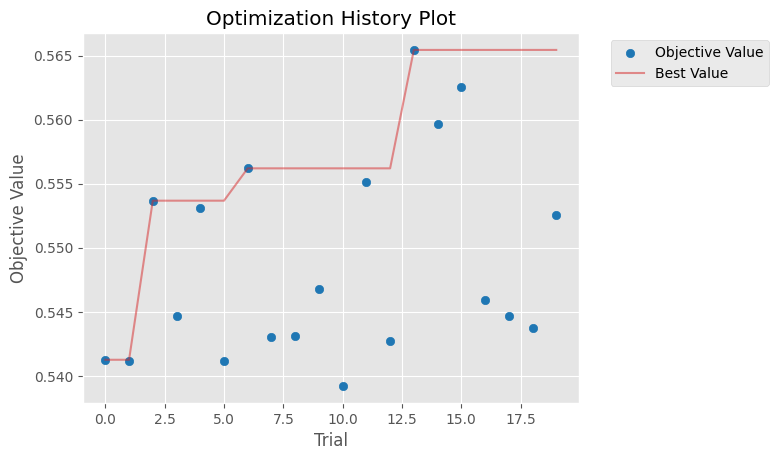 Optimization History Plot
Objective Value
Best Value
0.565
0.560
0.555
0.550
0.545
0.540
Objective Value
0.0 2.5 5.0 7.5 10.0 12.5 15.0 17.5
Trial